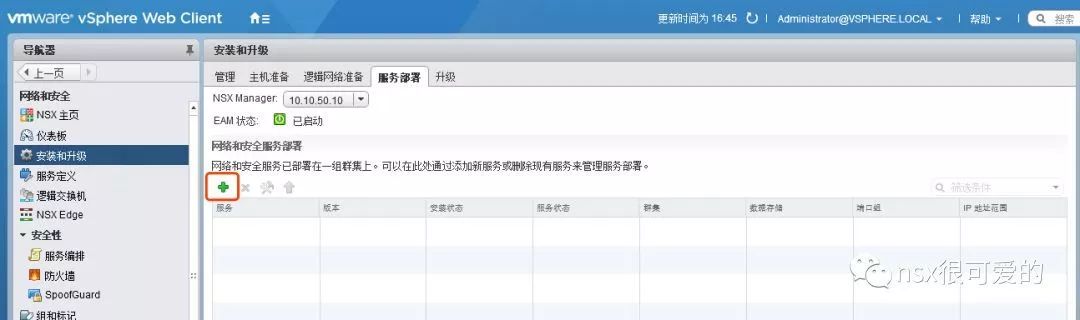 vmware® vSphere Web Client
更新时间为 16:45
Administrator@VSPHERE.LOCAL
帮助
搜索
导航器
上一页
网络和安全
NSX 主页
仪表板
安装和升级
服务定义
逻辑交换机
NSX Edge
安全性
服务编排
防火墙
SpoofGuard
组和标记
安装和升级
管理 主机准备 逻辑网络准备 服务部署 升级
NSX Manager: 10.10.50.10
EAM 状态: 已启动
网络和安全服务部署
网络和安全服务已部署在一组群集上。可以在此处通过添加新服务或删除现有服务来管理服务部署。
筛选条件
服务 版本 安装状态 服务状态 群集 数据存储 端口组 IP 地址范围
nsx很可爱的